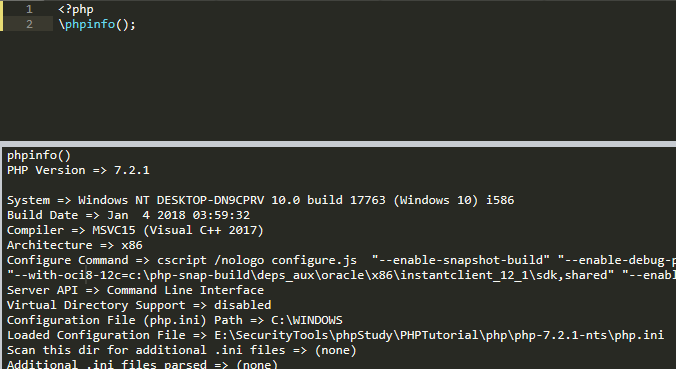 1 <?php
2 \phpinfo();
phpinfo()
PHP Version => 7.2.1
System => Windows NT DESKTOP-DN9CPRV 10.0 build 17763 (Windows 10) i586
Build Date => Jan  4 2018 03:59:32
Compiler => MSVC15 (Visual C++ 2017)
Architecture => x86
Configure Command => cscript /nologo configure.js  "--enable-snapshot-build" "--enable-debug-p
"--with-oci8-12c=c:\php-snap-build\deps_aux\oracle\x86\instantclient_12_1\sdk,shared" "--enabl
Server API => Command Line Interface
Virtual Directory Support => disabled
Configuration File (php.ini) Path => C:\WINDOWS
Loaded Configuration File => E:\SecurityTools\phpStudy\PHPTutorial\php\php-7.2.1-nts\php.ini
Scan this dir for additional .ini files => (none)
Additional .ini files parsed => (none)